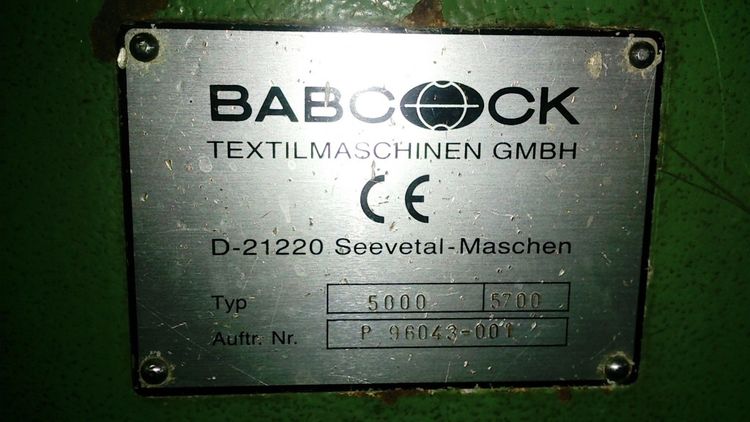 BABCOCK
TEXTILMASCHINEN GMBH
CE
D-21220 Seevetal-Maschen
Typ 5000 5700
Auftr. Nr. P 96043-001